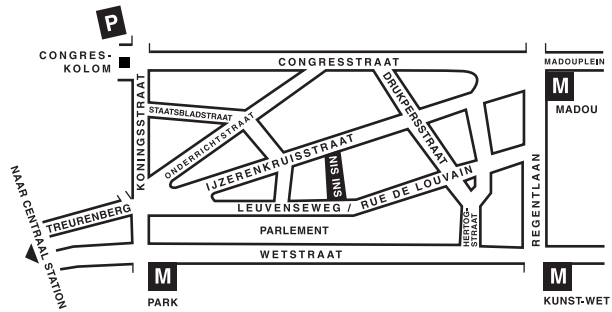 P
CONGRES-
KOLOM
CONGRESSTRAAT
MADOUPLEIN
M
MADOU
KONINGSSTRAAT
STAATSBLADSTRAAT
ONDERRICHTSTRAAT
DRUKPERSSTRAAT
IJZERENKRUISSTRAAT
NIS INS
LEUVENSEWEG / RUE DE LOUVAIN
REGENTLAAN
NAAR CENTRAAL STATION
TREURENBERG
PARLEMENT
HERTOG-
STRAAT
WETSTRAAT
M
PARK
M
KUNST-WET